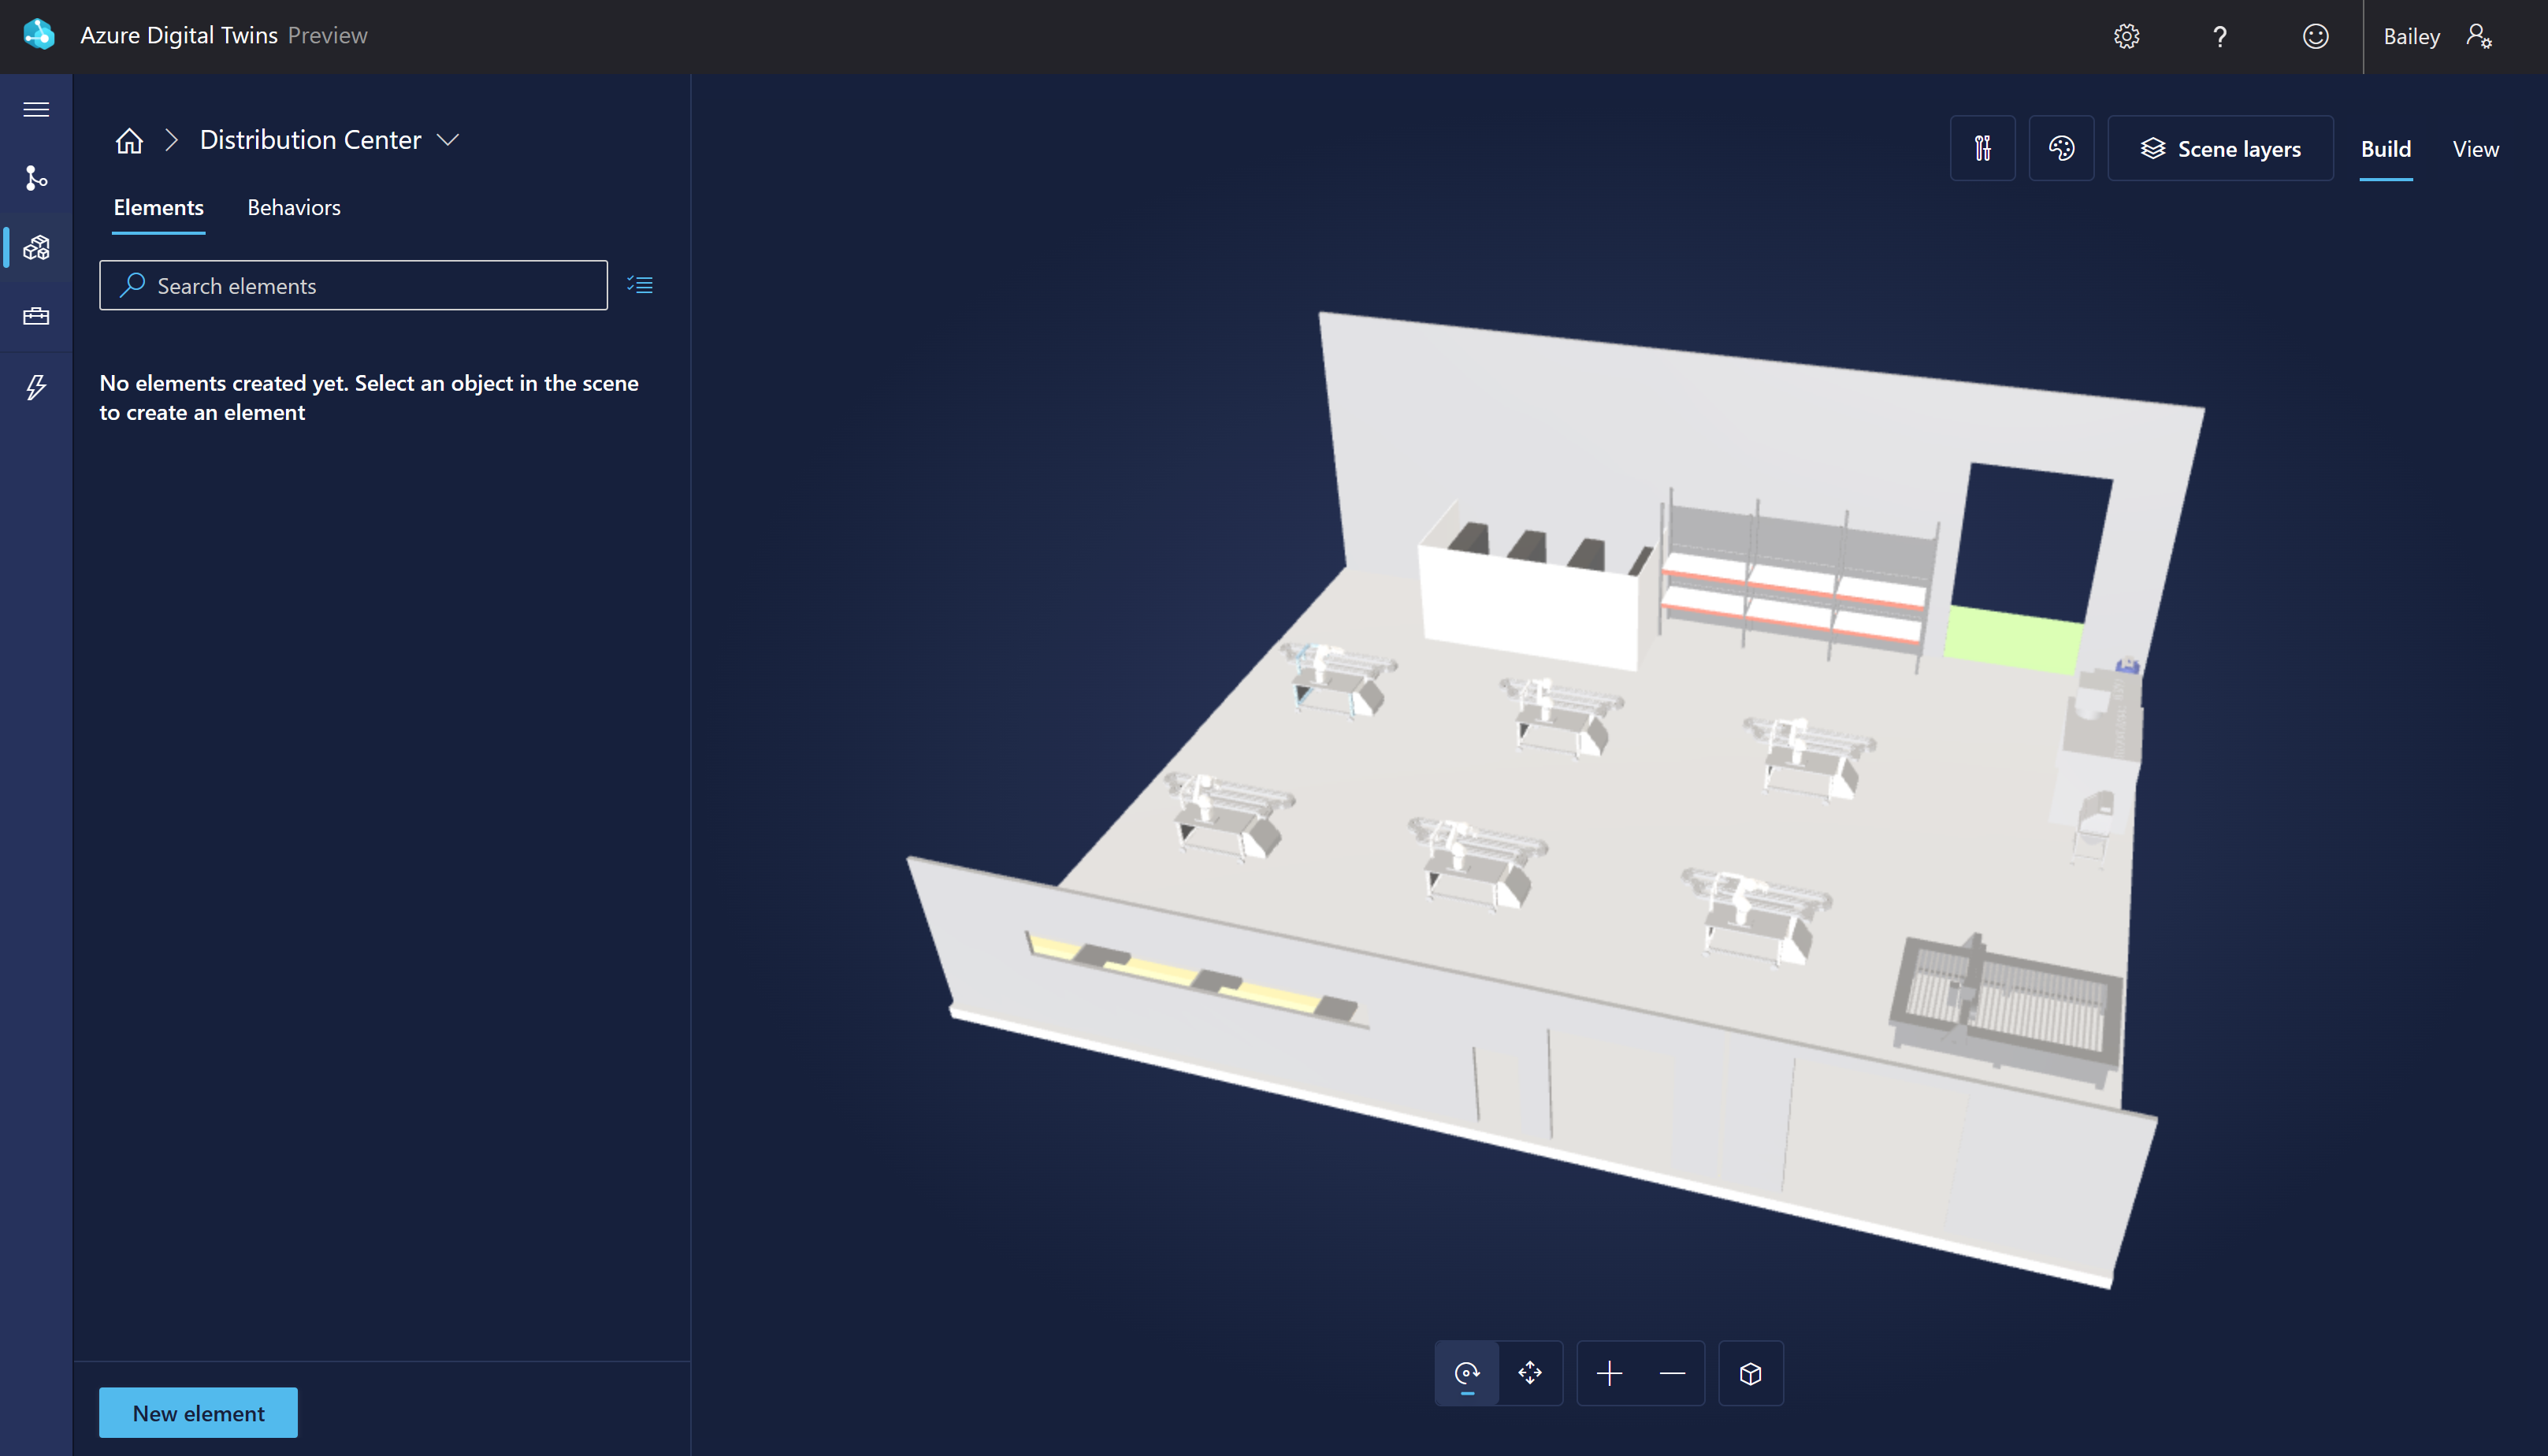 Azure Digital Twins Preview
Bailey
Distribution Center
Scene layers
Build
View
Elements
Behaviors
Search elements
No elements created yet. Select an object in the scene
to create an element
New element